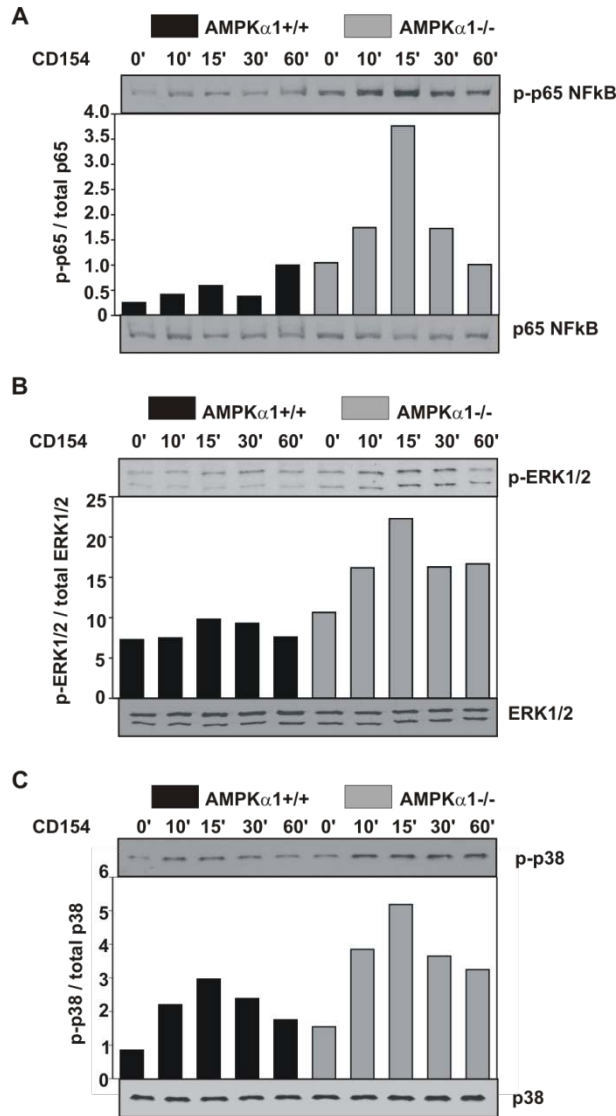 A
AMPKα1+/+ AMPKα1-/-
CD154 0' 10' 15' 30' 60' 0' 10' 15' 30' 60'
p-p65 NFkB
4.0
3.5
3.0
2.5
2.0
1.5
1.0
0.5
0
p-p65 / total p65
p65 NFkB
B
AMPKα1+/+ AMPKα1-/-
CD154 0' 10' 15' 30' 60' 0' 10' 15' 30' 60'
p-ERK1/2
25
20
15
10
5
0
p-ERK1/2 / total ERK1/2
ERK1/2
C
AMPKα1+/+ AMPKα1-/-
CD154 0' 10' 15' 30' 60' 0' 10' 15' 30' 60'
p-p38
6
5
4
3
2
1
0
p-p38 / total p38
p38